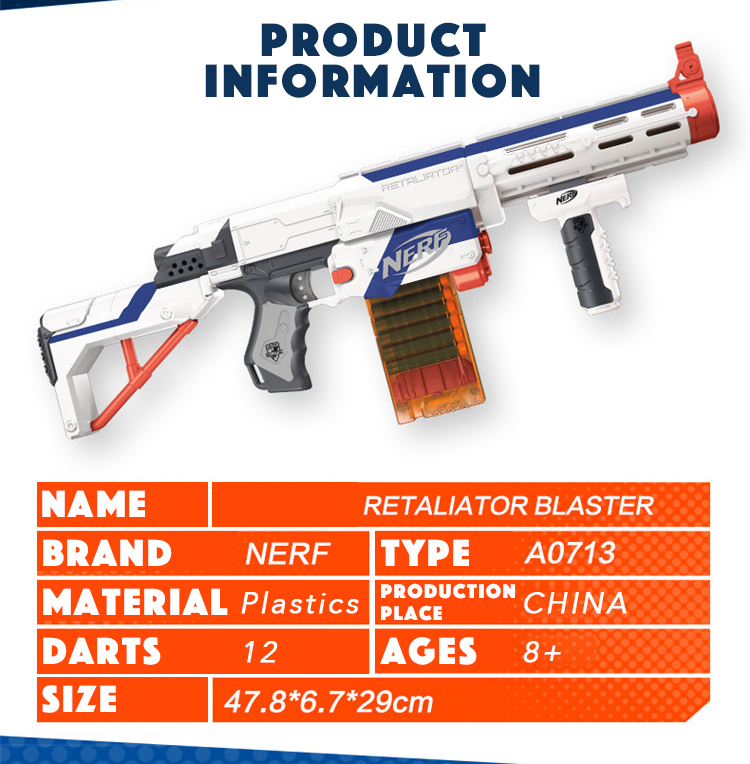 PRODUCT
INFORMATION
RETALIATOR
NERF
NERF
NAME RETALIATOR BLASTER
BRAND NERF TYPE A0713
MATERIAL Plastics PRODUCTION PLACE CHINA
DARTS 12 AGES 8+
SIZE 47.8*6.7*29cm